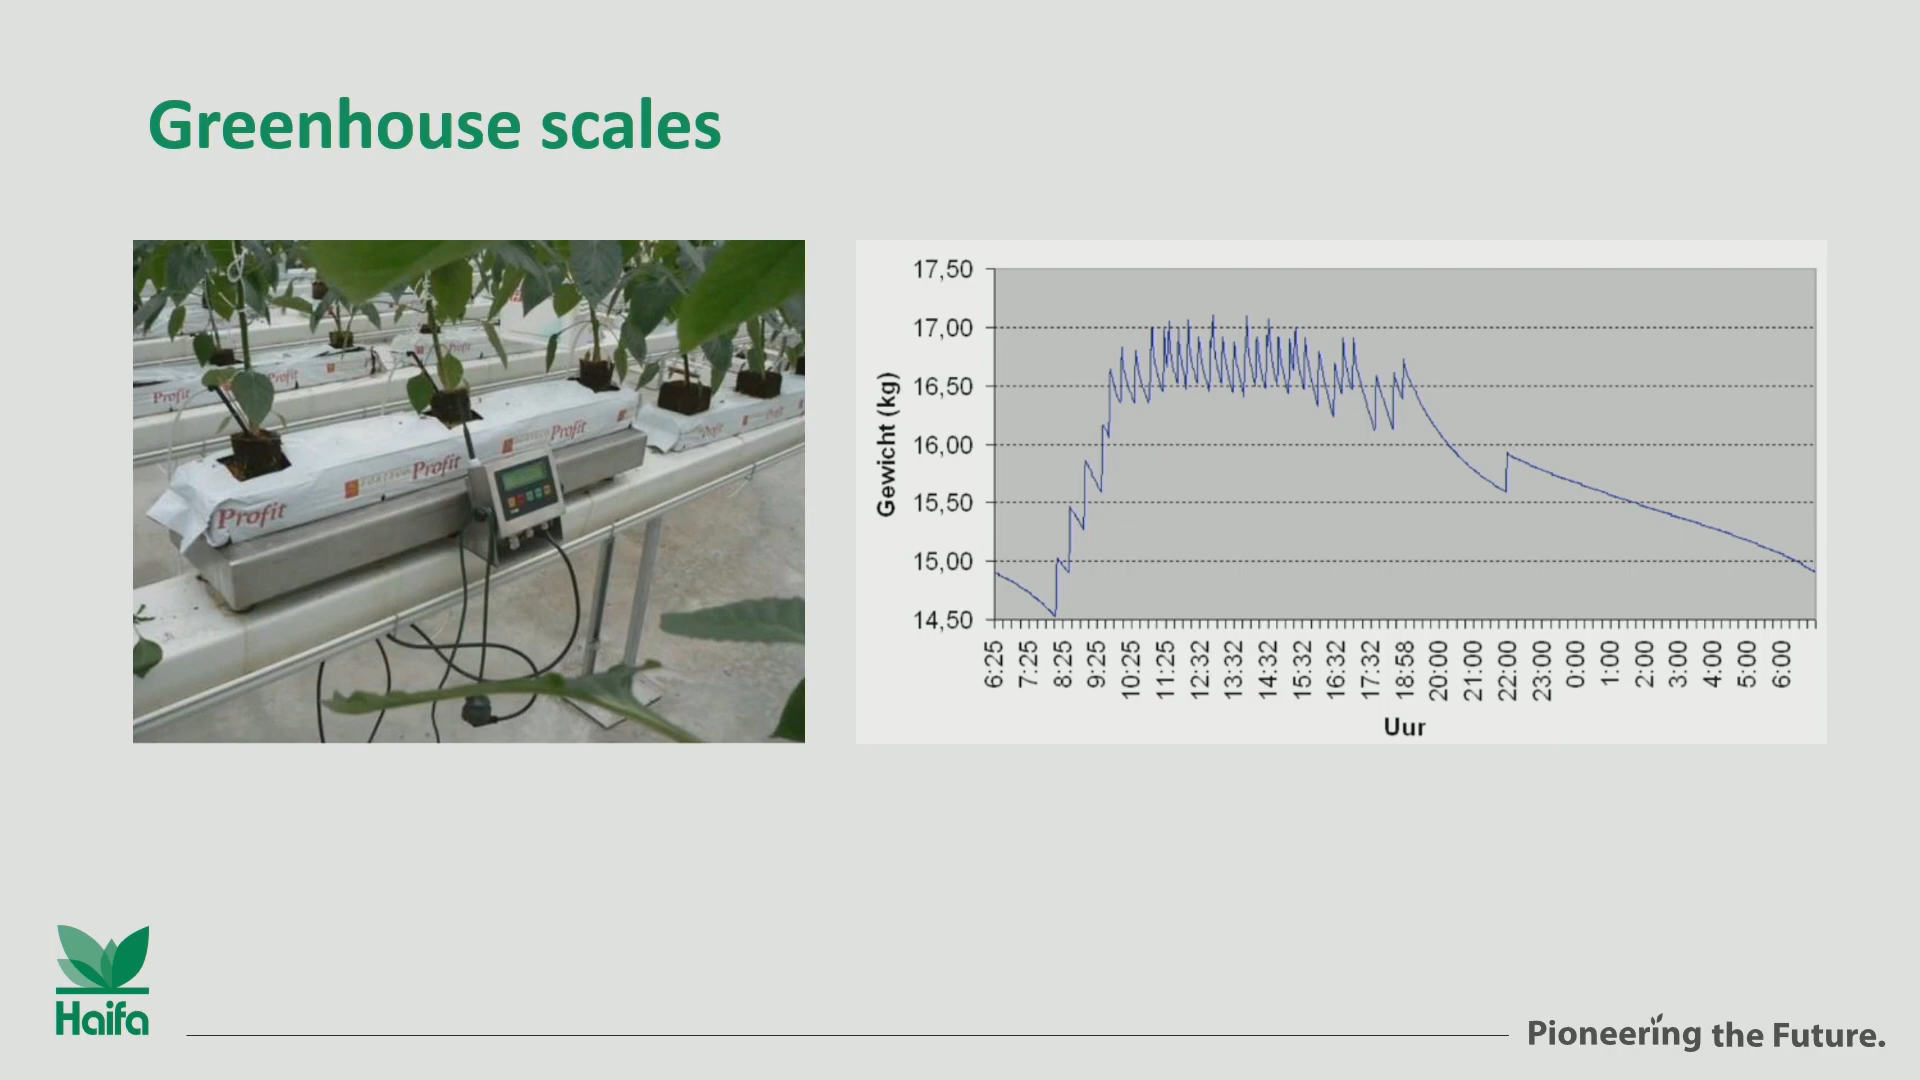 Greenhouse scales
Profit
Profit
Profit
Profit
Profit
Profit
17,50
17,00
16,50
16,00
15,50
15,00
14,50
Gewicht (kg)
6:25
7:25
8:25
9:25
10:25
11:25
12:32
13:32
14:32
15:32
16:32
17:32
18:58
20:00
21:00
22:00
23:00
0:00
1:00
2:00
3:00
4:00
5:00
6:00
Uur
Haifa
Pioneering the Future.